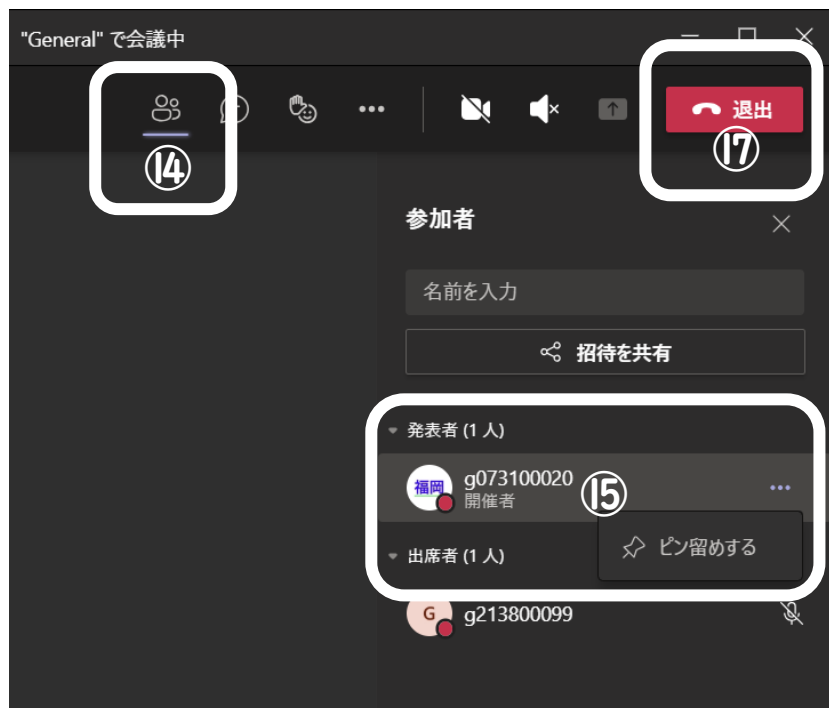 "General" で会議中
退出
⑭
⑰
参加者
名前を入力
招待を共有
発表者 (1 人)
福岡
g073100020
開催者
⑮
ピン留めする
出席者 (1 人)
G
g213800099